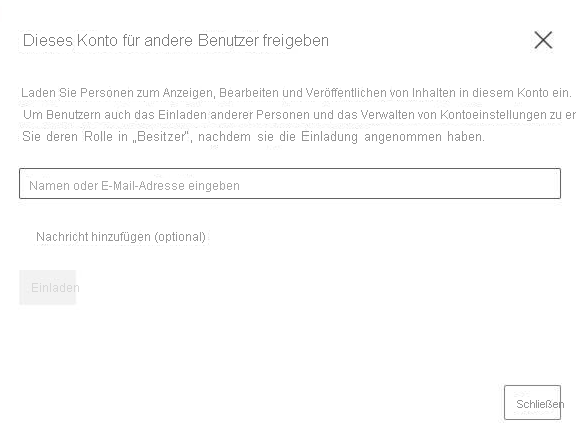 Dieses Konto für andere Benutzer freigeben
Laden Sie Personen zum Anzeigen, Bearbeiten und Veröffentlichen von Inhalten in diesem Konto ein.
Um Benutzern auch das Einladen anderer Personen und das Verwalten von Kontoeinstellungen zu er
Sie deren Rolle in „Besitzer“, nachdem sie die Einladung angenommen haben.
Namen oder E-Mail-Adresse eingeben
Nachricht hinzufügen (optional)
Einladen
Schließen